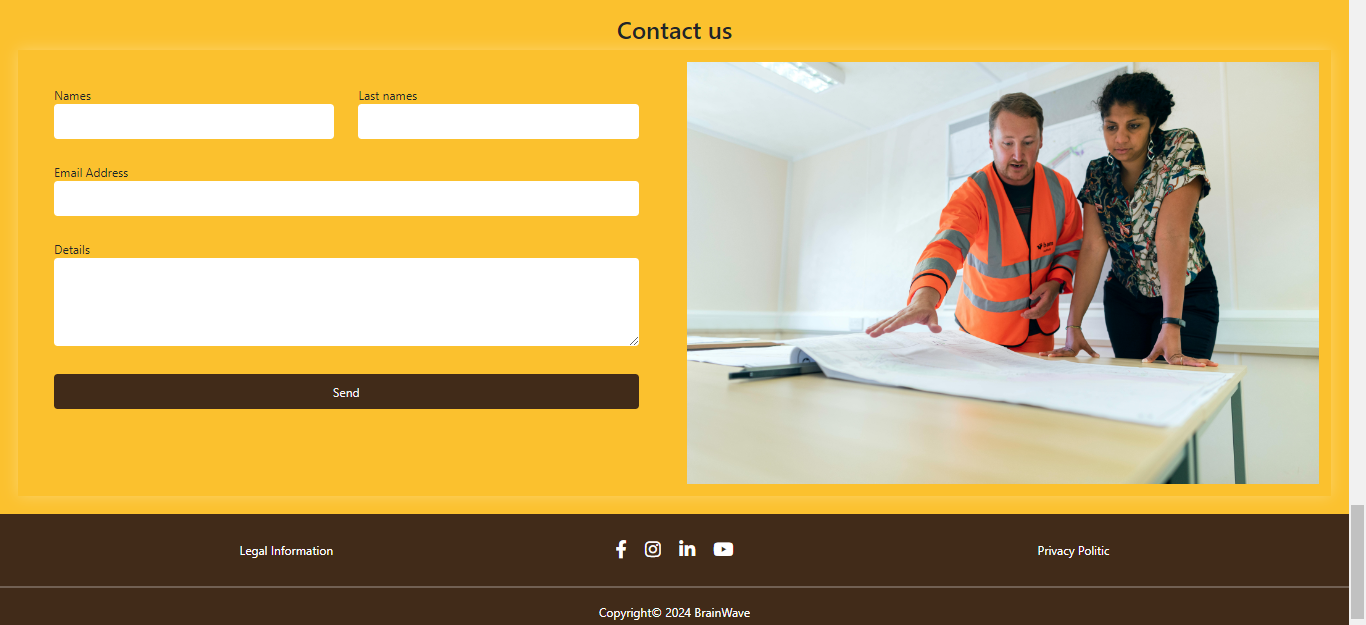 Contact us
Names
Last names
Email Address
Details
Send
Legal Information
Privacy Politic
Copyright© 2024 BrainWave